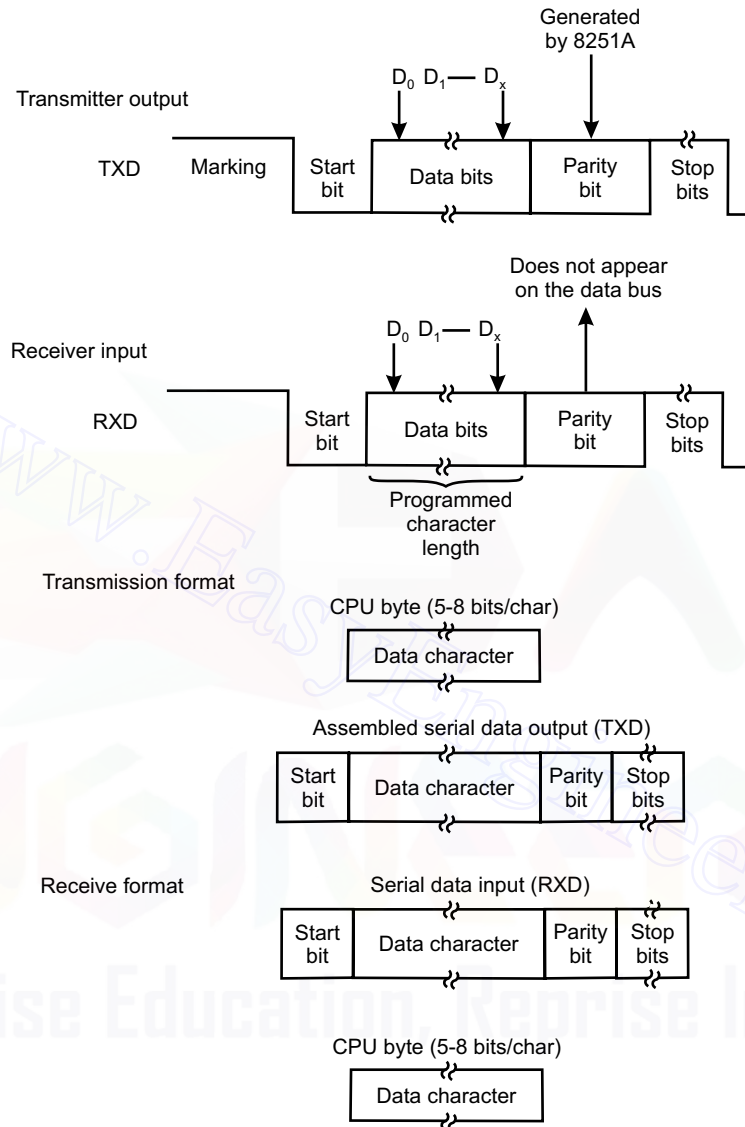 Generated
by 8251A
D0 D1 — Dx
Transmitter output
TXD
Marking
Start
bit
Data bits
Parity
bit
Stop
bits
Does not appear
on the data bus
D0 D1 — Dx
Receiver input
RXD
Start
bit
Data bits
Parity
bit
Stop
bits
Programmed
character
length
Transmission format
CPU byte (5-8 bits/char)
Data character
Assembled serial data output (TXD)
Start
bit
Data character
Parity
bit
Stop
bits
Receive format
Serial data input (RXD)
Start
bit
Data character
Parity
bit
Stop
bits
CPU byte (5-8 bits/char)
Data character